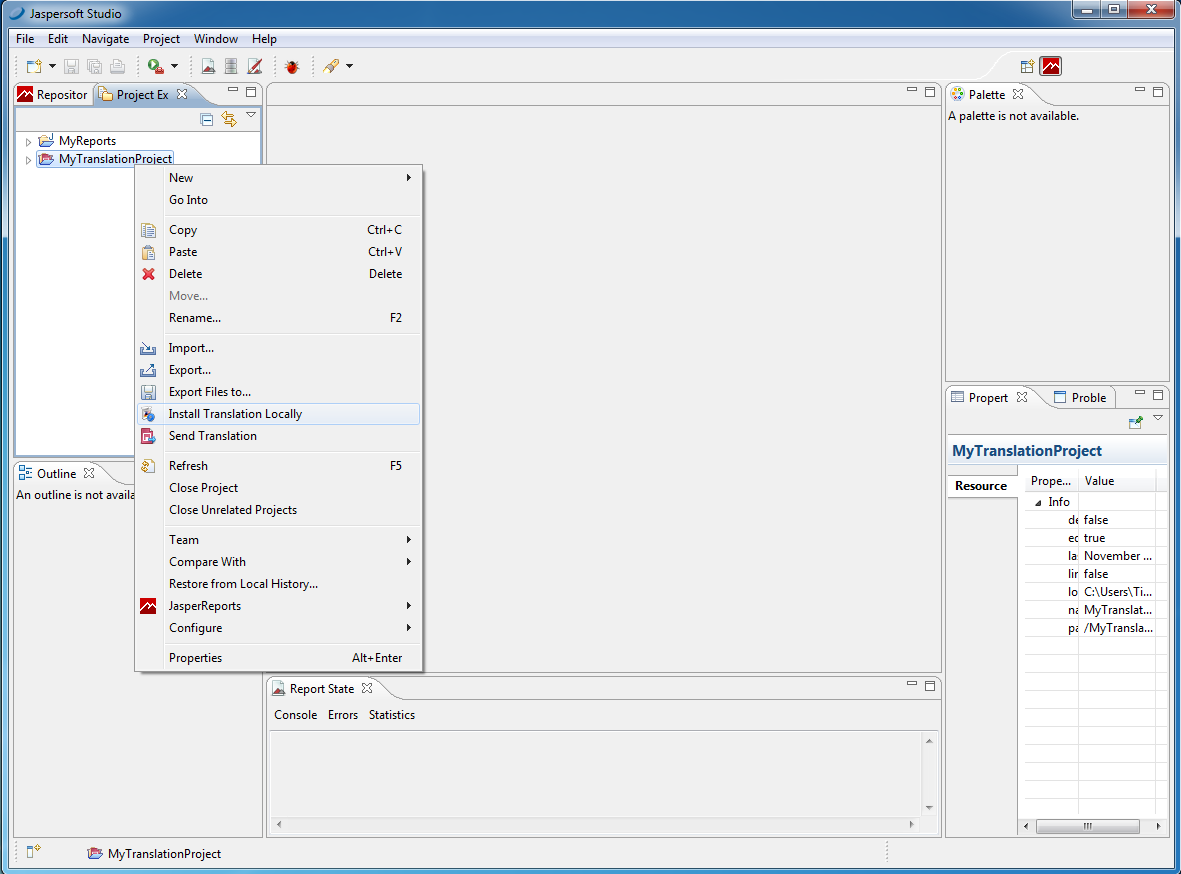 Jaspersoft Studio
File Edit Navigate Project Window Help
Repositor Project Ex
MyReports
MyTranslationProject
New
Go Into
Copy Ctrl+C
Paste Ctrl+V
Delete Delete
Move...
Rename... F2
Import...
Export...
Export Files to...
Install Translation Locally
Send Translation
Refresh F5
Close Project
Close Unrelated Projects
Team
Compare With
Restore from Local History...
JasperReports
Configure
Properties Alt+Enter
Outline
An outline is not availa
Report State
Console Errors Statistics
Palette
A palette is not available.
Propert Proble
MyTranslationProject
Resource
Prope... Value
Info
de false
ec true
la November ...
lir false
lo C:\Users\Ti...
na MyTranslat...
pa /MyTransla...
MyTranslationProject